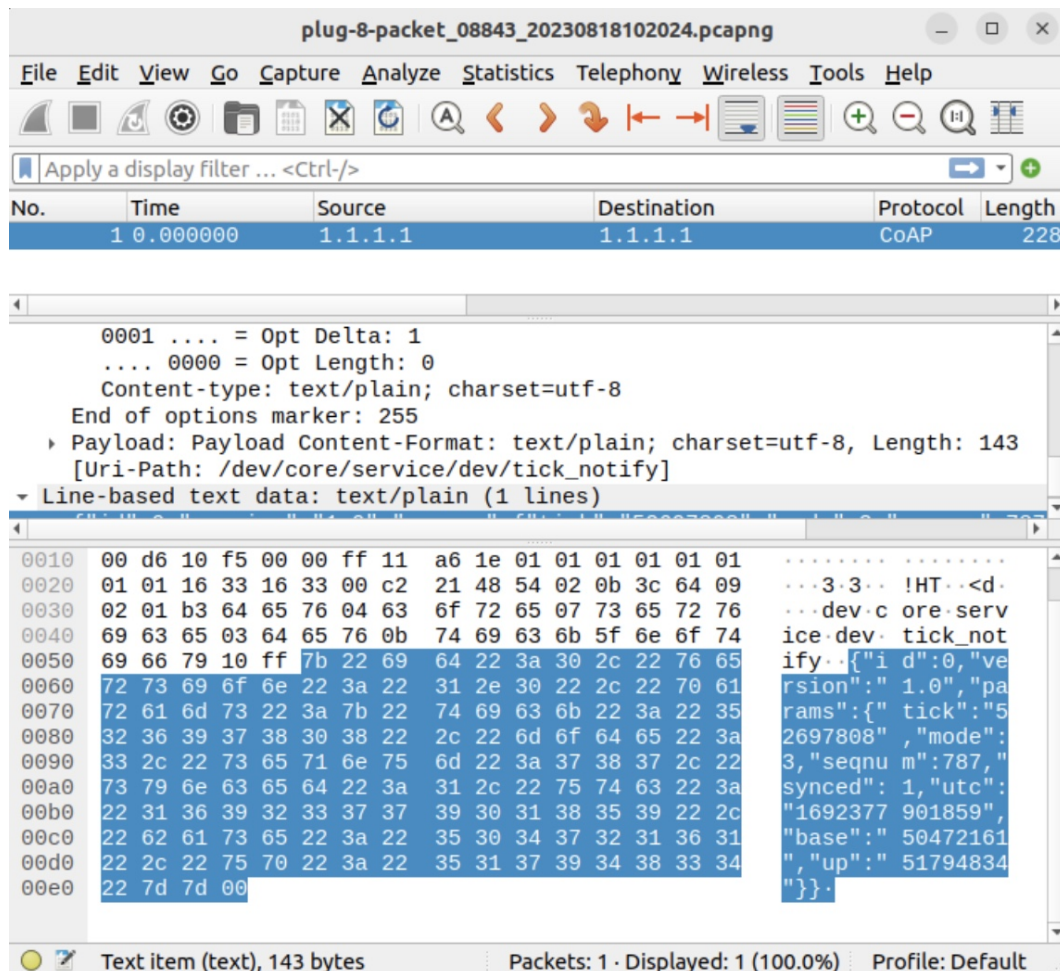 plug-8-packet_08843_20230818102024.pcapng
File Edit View Go Capture Analyze Statistics Telephony Wireless Tools Help
Apply a display filter … <Ctrl-/>
No. Time Source Destination Protocol Length
1 0.000000 1.1.1.1 1.1.1.1 CoAP 228
0001 .... = Opt Delta: 1
.... 0000 = Opt Length: 0
Content-type: text/plain; charset=utf-8
End of options marker: 255
Payload: Payload Content-Format: text/plain; charset=utf-8, Length: 143
[Uri-Path: /dev/core/service/dev/tick_notify]
Line-based text data: text/plain (1 lines)
0010 00 d6 10 f5 00 00 ff 11 a6 1e 01 01 01 01 01 01 ········ ········
0020 01 01 16 33 16 33 00 c2 21 48 54 02 0b 3c 64 09 ···3·3·· !HT··<d·
0030 02 01 b3 64 65 76 04 63 6f 72 65 07 73 65 72 76 ···dev·c ore·serv
0040 69 63 65 03 64 65 76 0b 74 69 63 6b 5f 6e 6f 74 ice·dev· tick_not
0050 69 66 79 10 ff 7b 22 69 64 22 3a 30 2c 22 76 65 ify··{"i d":0,"ve
0060 72 73 69 6f 6e 22 3a 22 31 2e 30 22 2c 22 70 61 rsion":" 1.0","pa
0070 72 61 6d 73 22 3a 7b 22 74 69 63 6b 22 3a 22 35 rams":{" tick":"5
0080 32 36 39 37 38 30 38 22 2c 22 6d 6f 64 65 22 3a 2697808" ,"mode":
0090 33 2c 22 73 65 71 6e 75 6d 22 3a 37 38 37 2c 22 3,"seqnu m":787,"
00a0 73 79 6e 63 65 64 22 3a 31 2c 22 75 74 63 22 3a synced": 1,"utc":
00b0 22 31 36 39 32 33 37 37 39 30 31 38 35 39 22 2c "1692377 901859",
00c0 22 62 61 73 65 22 3a 22 35 30 34 37 32 31 36 31 "base":" 50472161
00d0 22 2c 22 75 70 22 3a 22 35 31 37 39 34 38 33 34 ","up":" 51794834
00e0 22 7d 7d 00 "}}·
Text item (text), 143 bytes Packets: 1 · Displayed: 1 (100.0%) Profile: Default